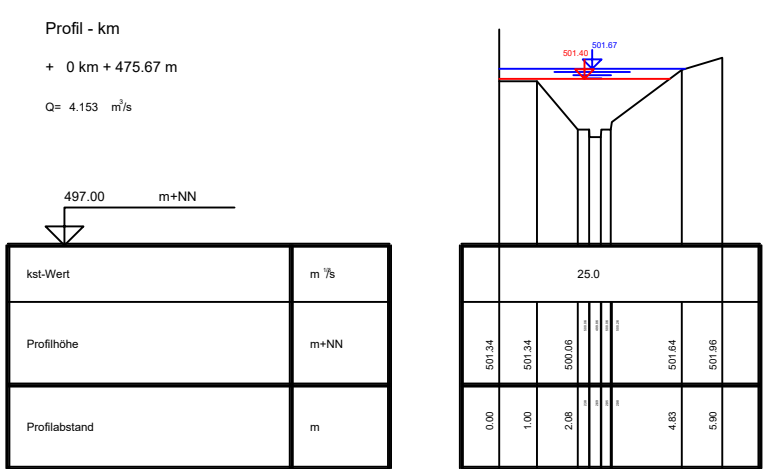 Profil - km
+ 0 km + 475.67 m
Q= 4.153 m³/s
501.67
501.40
497.00 m+NN
kst-Wert
25.0
Profilhöhe m+NN
501.34 501.34 500.06 501.64 501.96
Profilabstand m
0.00 1.00 2.08 4.83 5.90